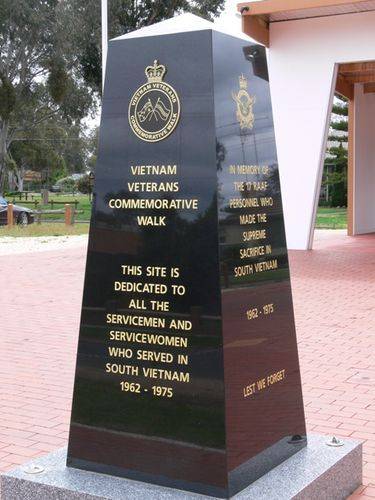 VIETNAM VETERANS
COMMEMORATIVE WALK
VIETNAM
VETERANS
COMMEMORATIVE
WALK
THIS SITE IS
DEDICATED TO
ALL THE
SERVICEMEN AND
SERVICEWOMEN
WHO SERVED IN
SOUTH VIETNAM
1962 - 1975
IN MEMORY OF
THE 17 RAAF
PERSONNEL WHO
MADE THE
SUPREME
SACRIFICE IN
SOUTH VIETNAM
1962 - 1975
LEST WE FORGET